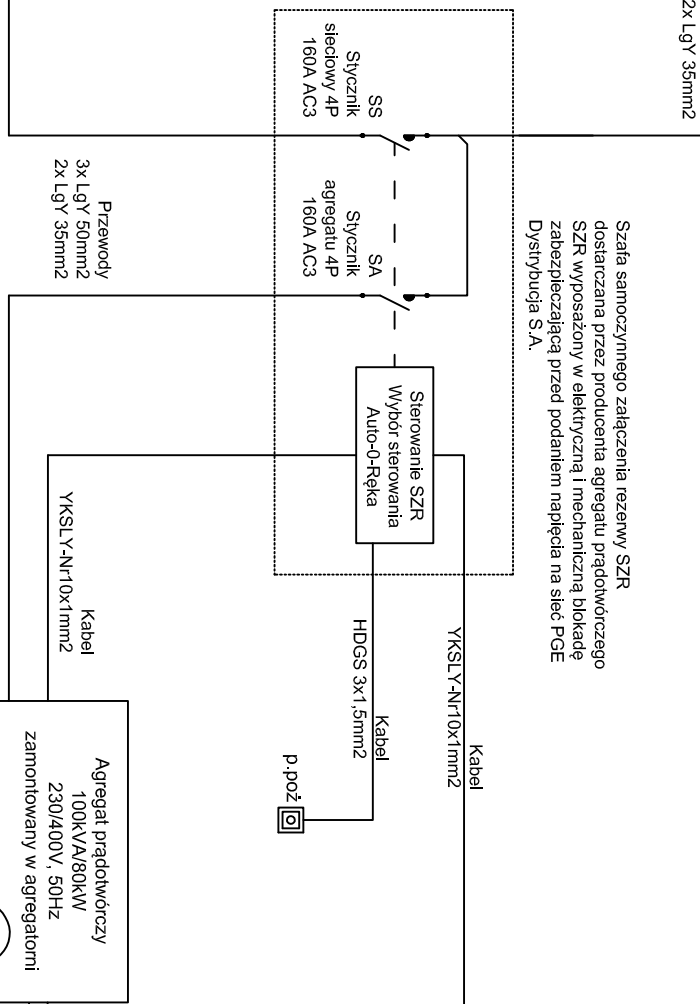 2x LgY 35mm2
Szafa samoczynnego załączenia rezerwy SZR
dostarczana przez producenta agregatu prądotwórczego
SZR wyposażony w elektryczną i mechaniczną blokadę
zabezpieczającą przed podaniem napięcia na sieć PGE
Dystrybucja S.A.
SS
Stycznik
sieciowy 4P
160A AC3
SA
Stycznik
agregatu 4P
160A AC3
Sterowanie SZR
Wybór sterowania
Auto-0-Ręka
Przewody
3x LgY 50mm2
2x LgY 35mm2
Kabel
YKSLY-Nr10x1mm2
Kabel
HDGS 3x1,5mm2
p.poż
Kabel
YKSLY-Nr10x1mm2
Agregat prądotwórczy
100kVA/80kW
230/400V, 50Hz
zamontowany w agregatorni